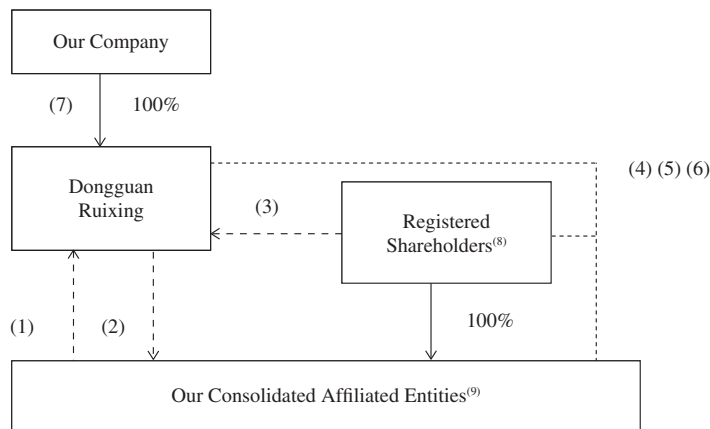 Our Company
(7) 100%
Dongguan
Ruixing
(4) (5) (6)
(3)
Registered
Shareholders(8)
(1) (2)
100%
Our Consolidated Affiliated Entities(9)